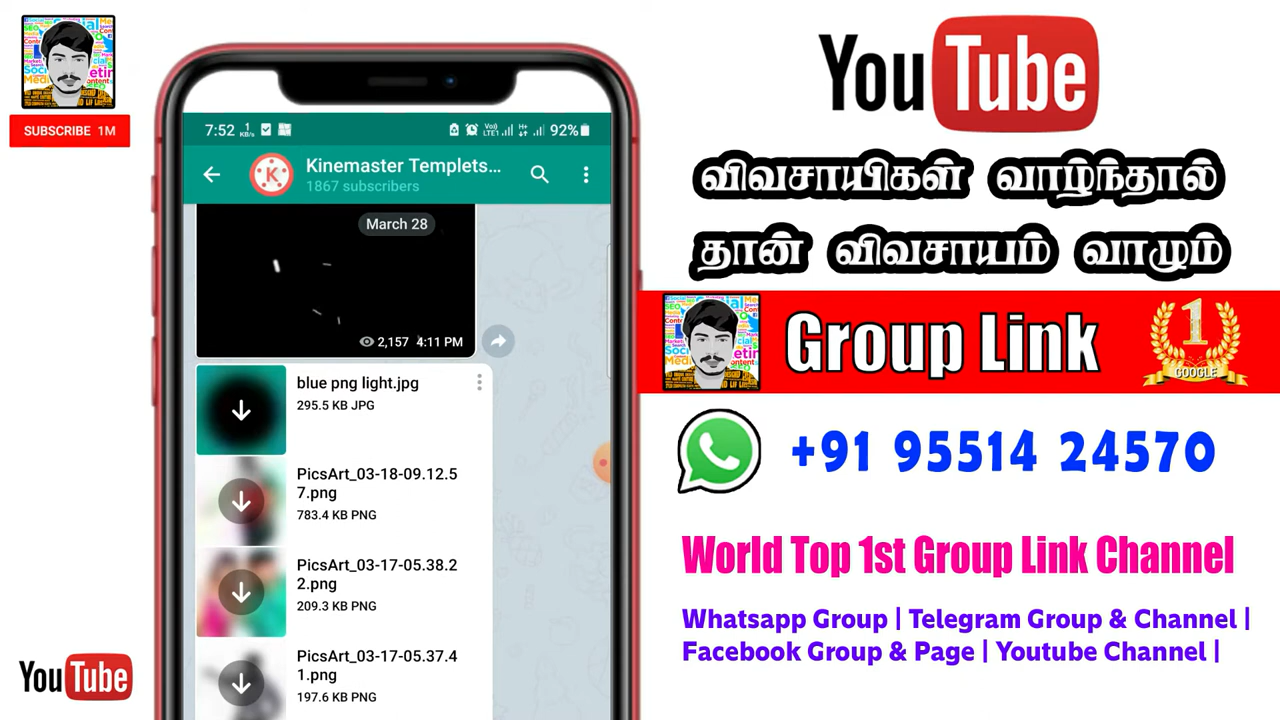 SUBSCRIBE 1M
7:52
1
KB/s
Vo)
LTE1
H+
92%
Kinemaster Templets...
1867 subscribers
March 28
2,157 4:11 PM
blue png light.jpg
295.5 KB JPG
PicsArt_03-18-09.12.5
7.png
783.4 KB PNG
PicsArt_03-17-05.38.2
2.png
209.3 KB PNG
PicsArt_03-17-05.37.4
1.png
197.6 KB PNG
YouTube
YouTube
விவசாயிகள் வாழ்ந்தால்
தான் விவசாயம் வாழும்
Group Link
1
GOOGLE
+91 95514 24570
World Top 1st Group Link Channel
Whatsapp Group | Telegram Group & Channel |
Facebook Group & Page | Youtube Channel |